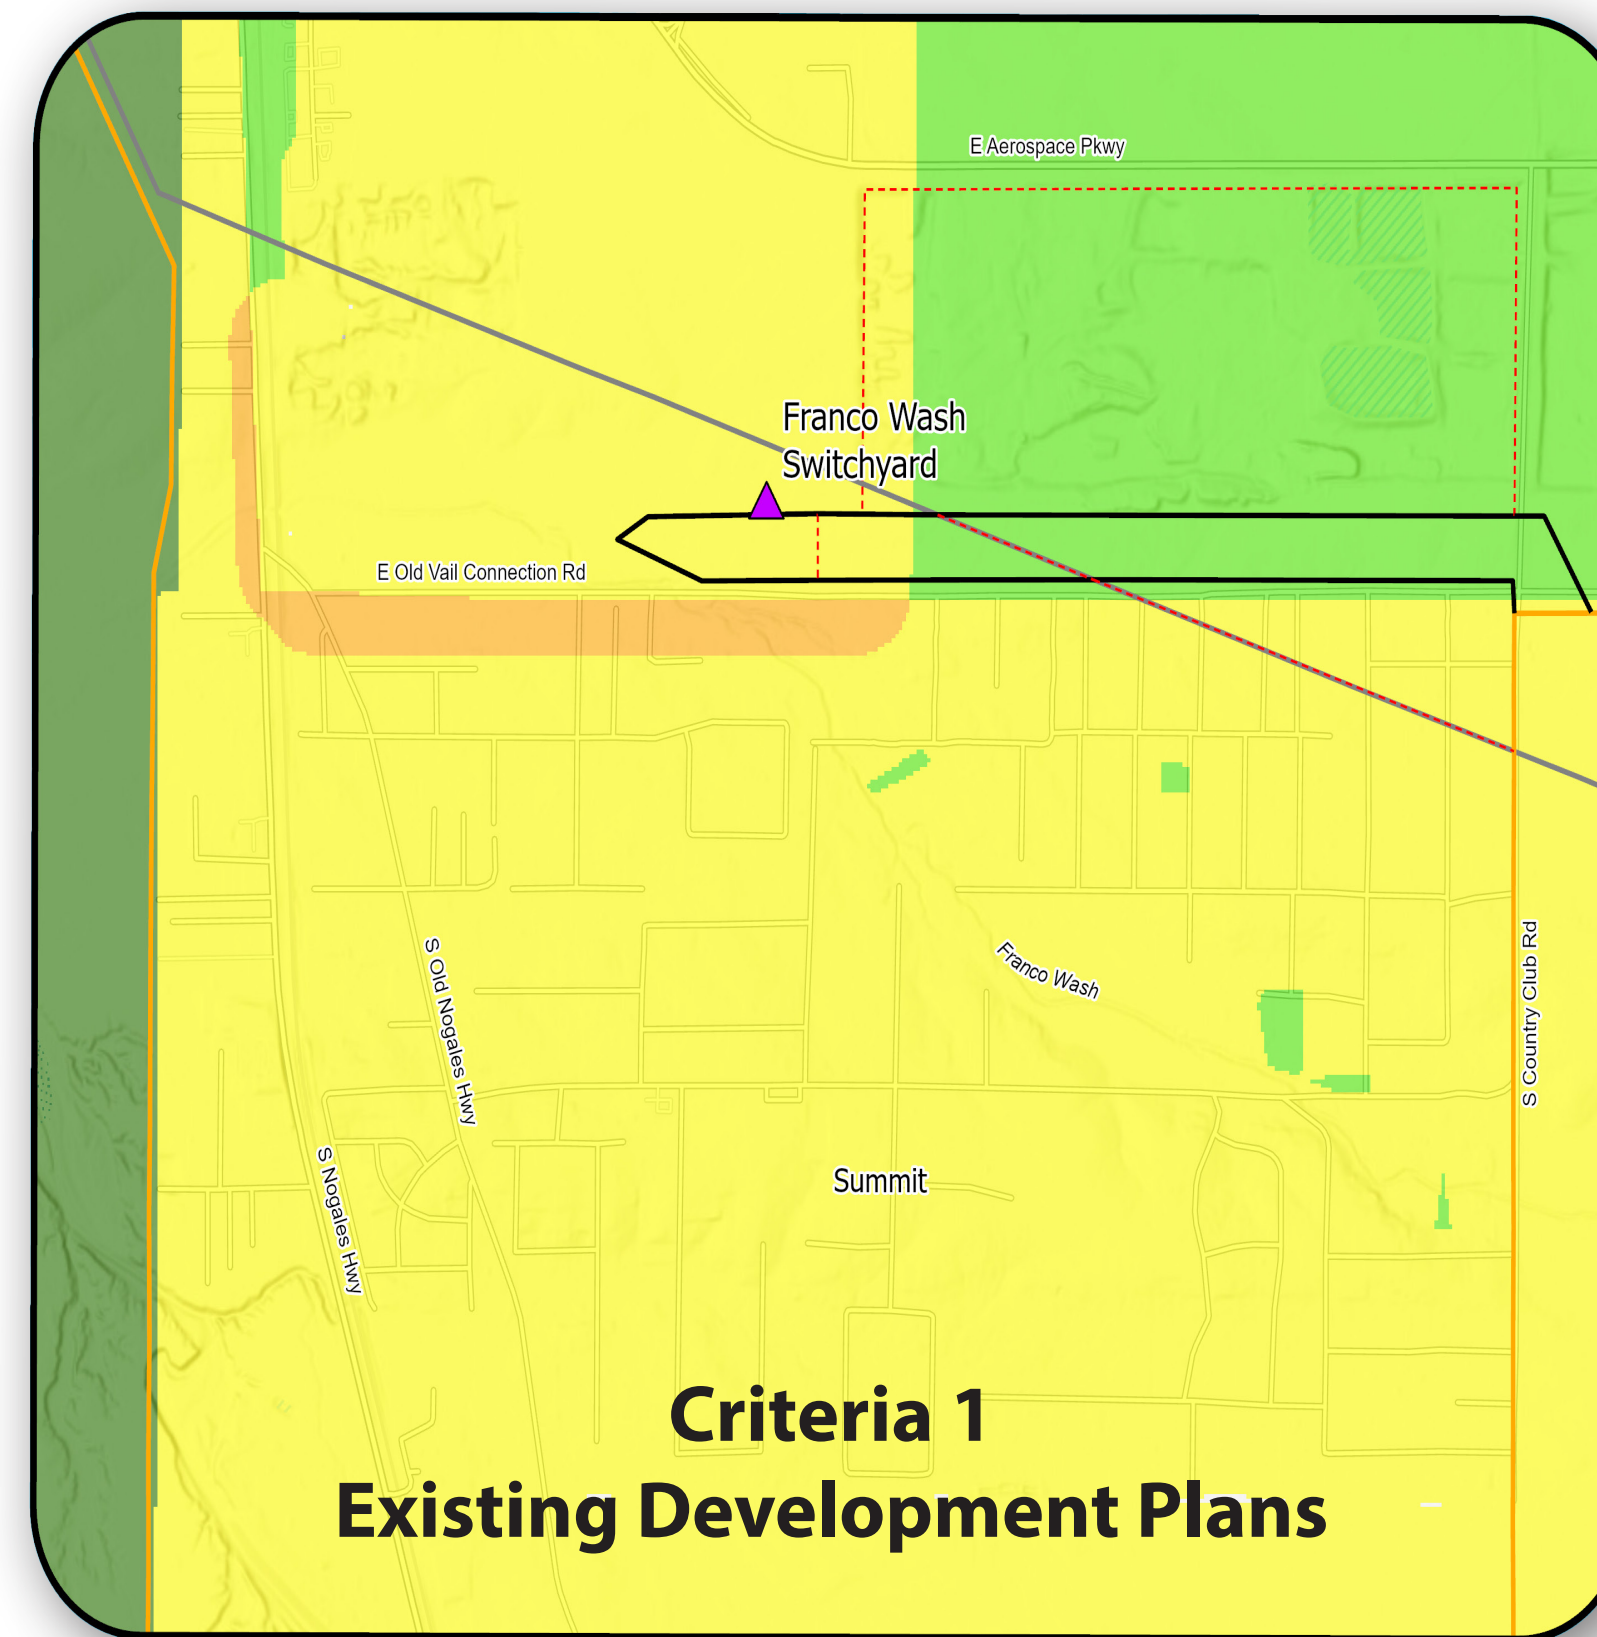 E Aerospace Pkwy
Franco Wash
Switchyard
E Old Vail Connection Rd
S Old Nogales Hwy
Franco Wash
S Country Club Rd
S Nogales Hwy
Summit
Criteria 1
Existing Development Plans